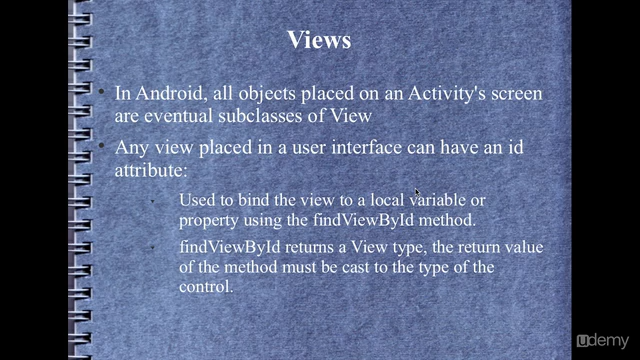 Views
In Android, all objects placed on an Activity's screen
are eventual subclasses of View
Any view placed in a user interface can have an id
attribute:
Used to bind the view to a local variable or
property using the findViewById method.
findViewById returns a View type, the return value
of the method must be cast to the type of the
control.
udemy